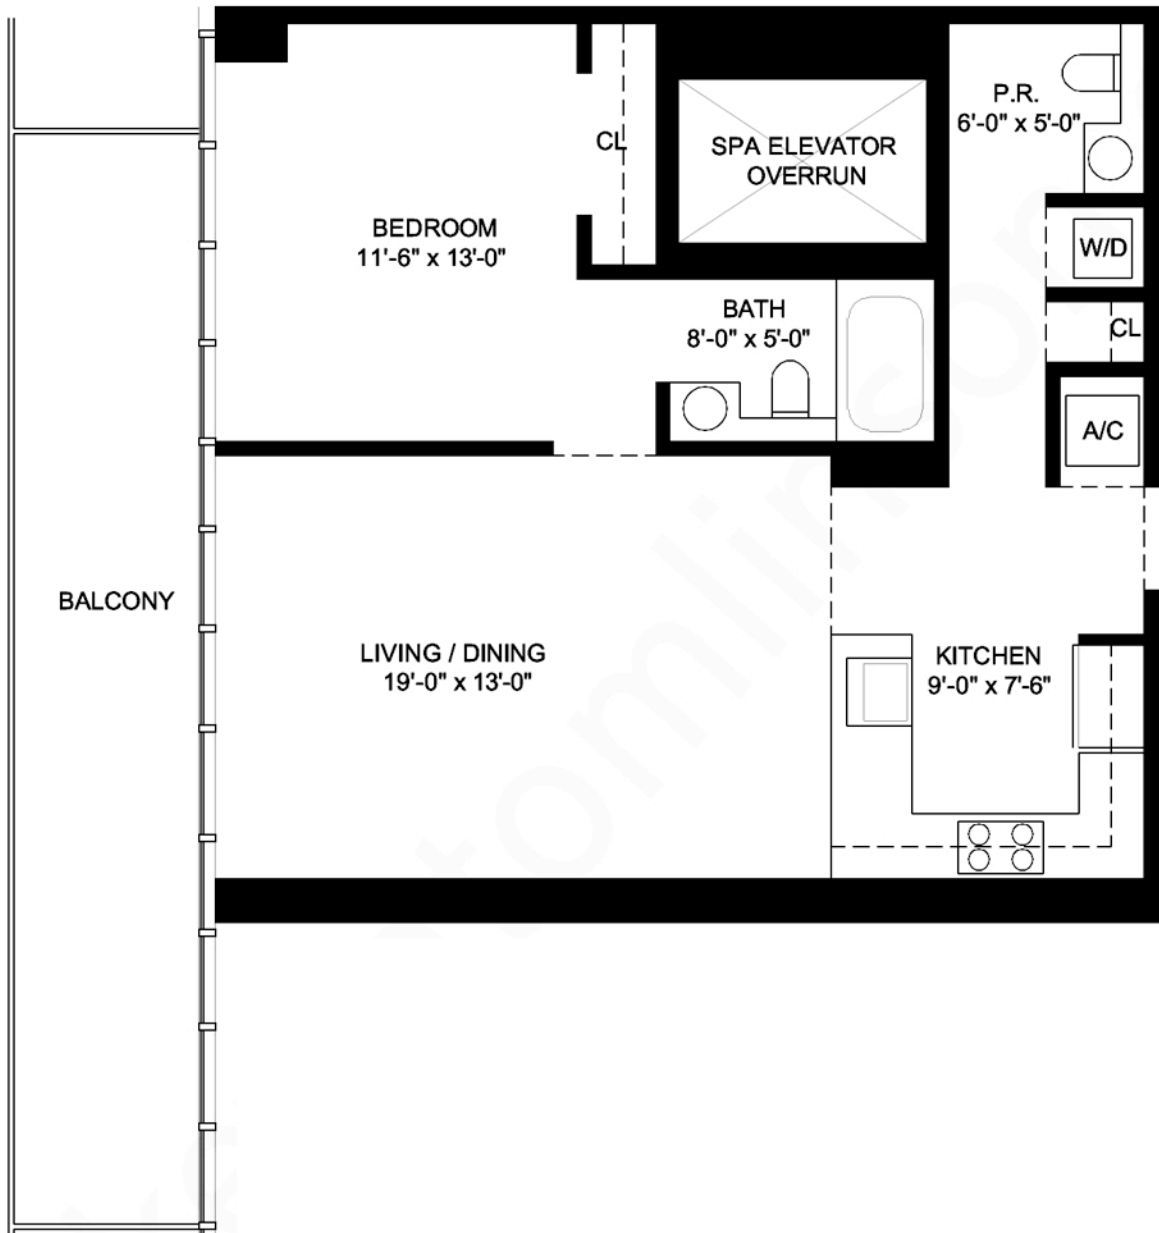 P.R.
6'-0" x 5'-0"
CL
SPA ELEVATOR
OVERRUN
BEDROOM
11'-6" x 13'-0"
W/D
BATH
8'-0" x 5'-0"
CL
A/C
BALCONY
LIVING / DINING
19'-0" x 13'-0"
KITCHEN
9'-0" x 7'-6"
tomlinson